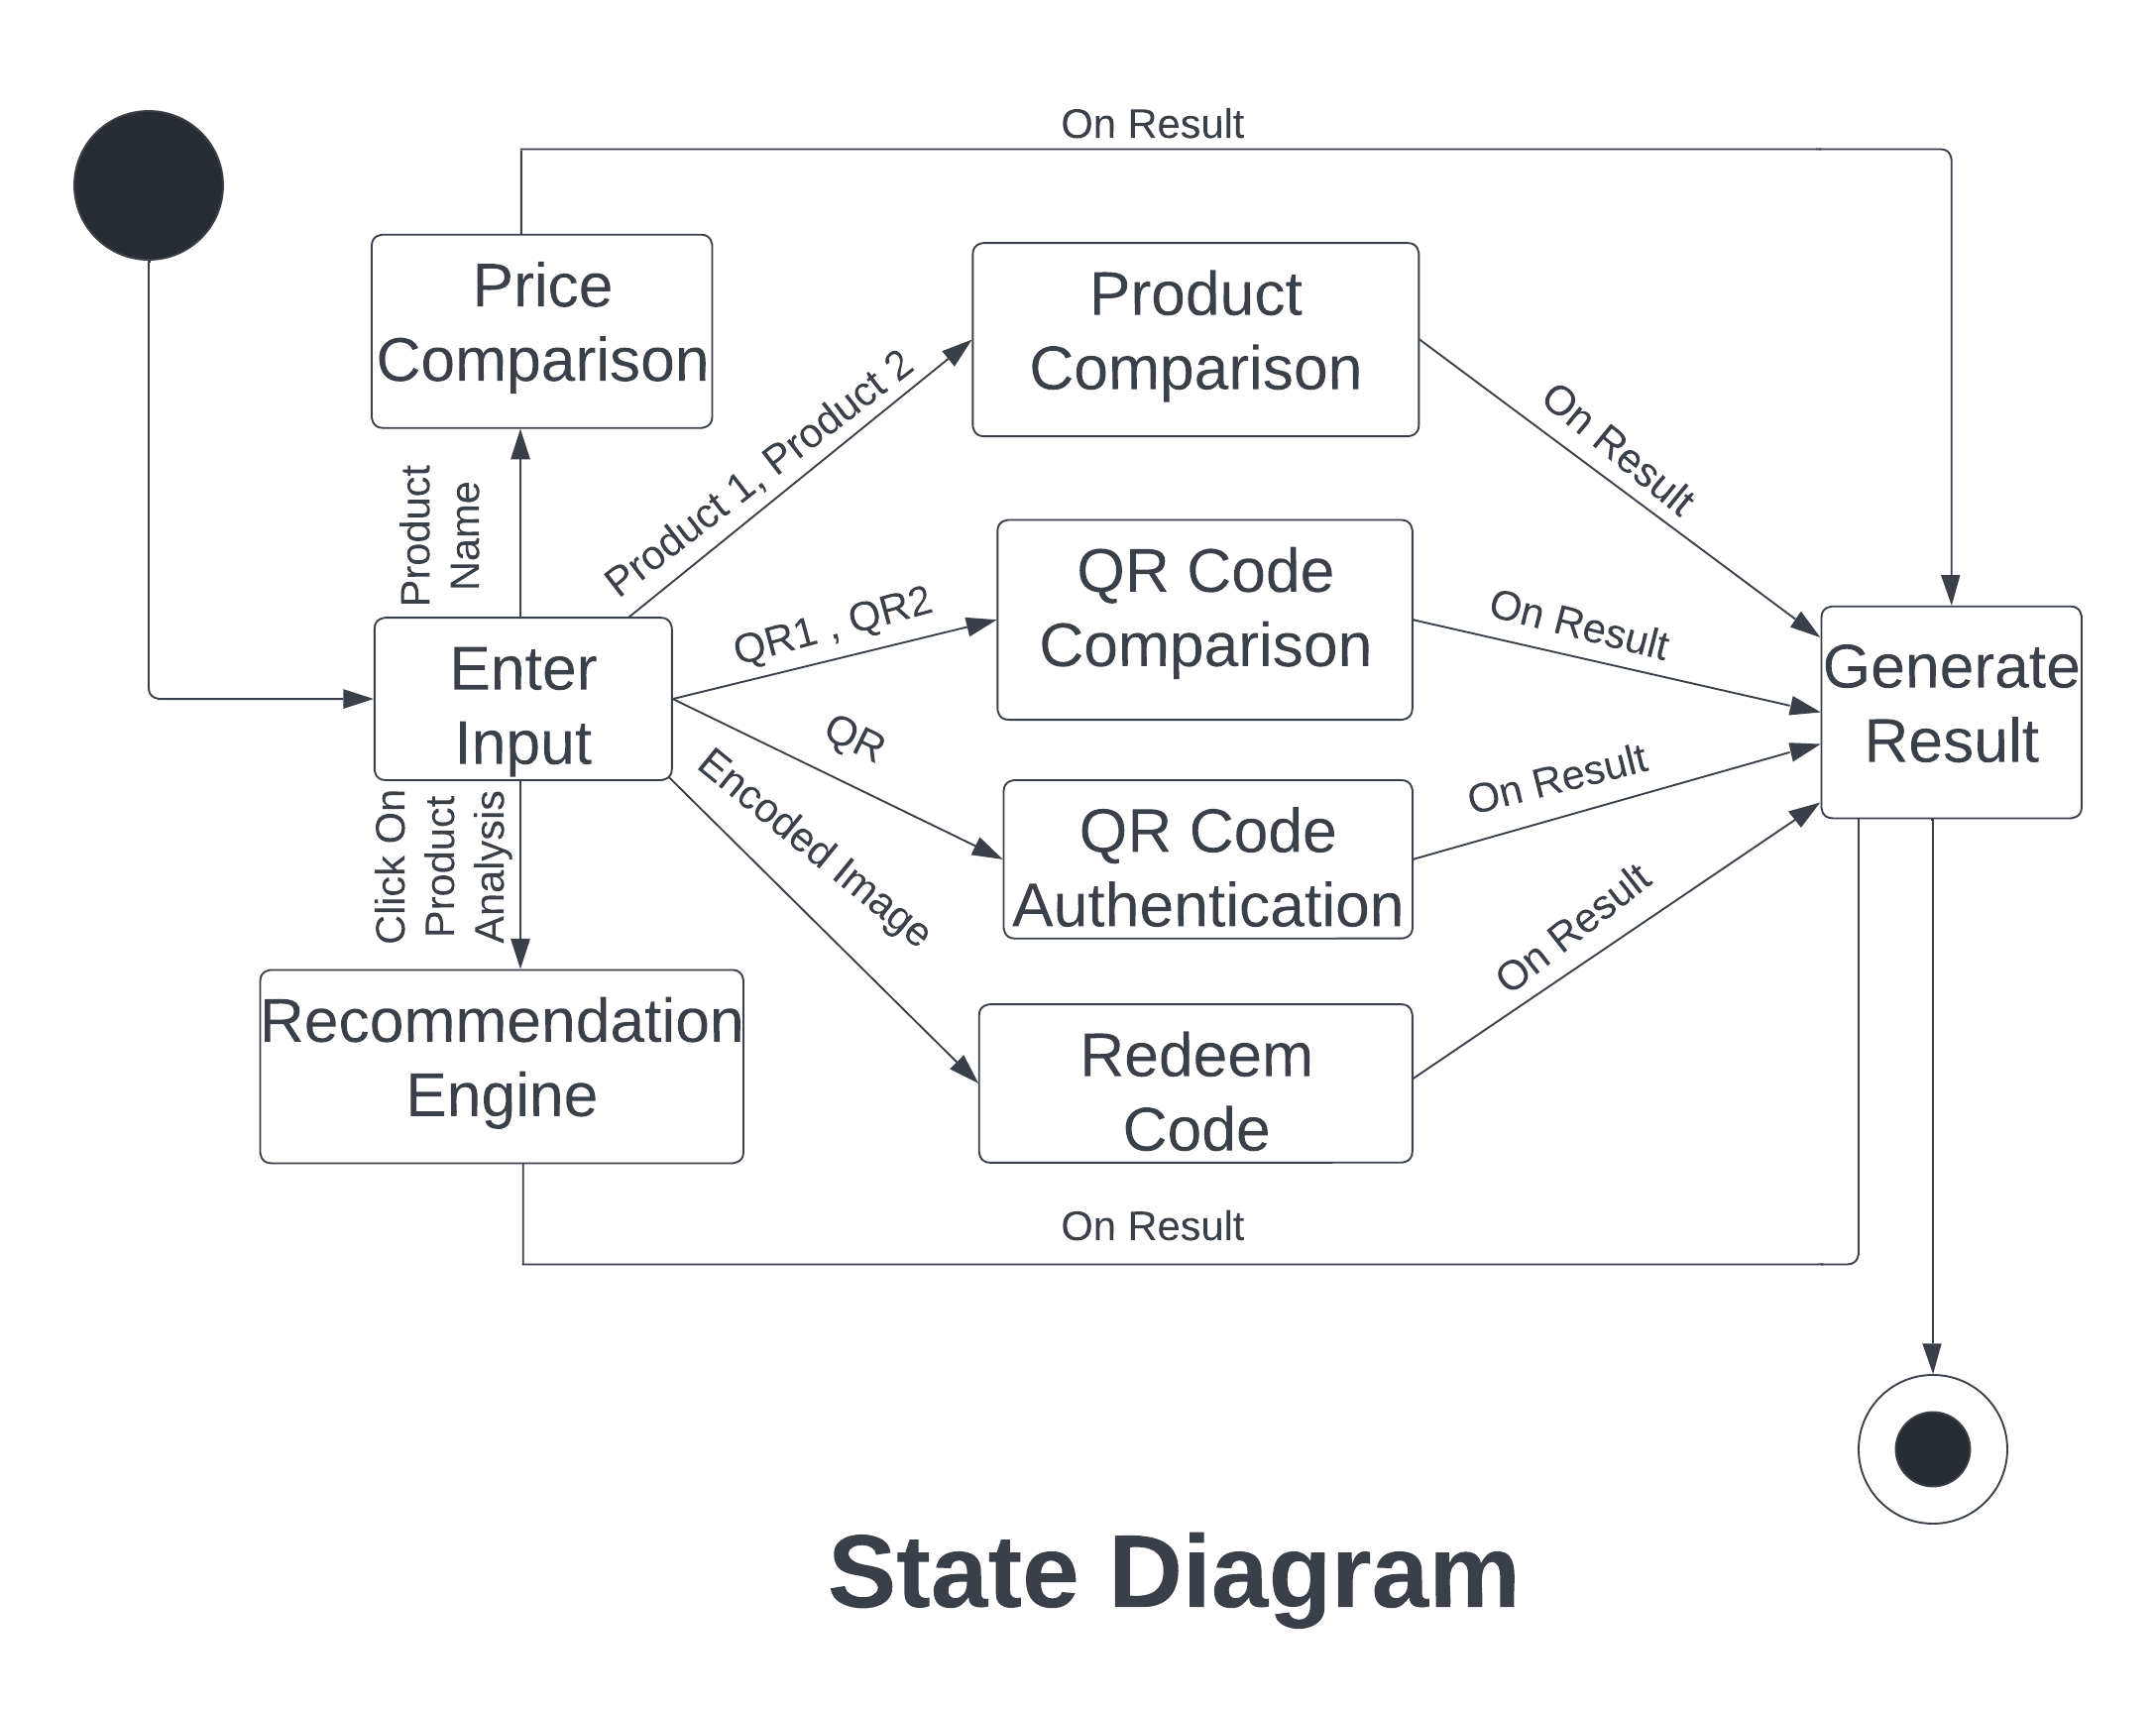 On Result
Price
Comparison
Product
Comparison
Product
Name
Product 1, Product 2
On Result
QR Code
Comparison
QR1 , QR2
On Result
Enter
Input
Generate
Result
QR
On Result
QR Code
Authentication
Encoded Image
Click On
Product
Analysis
On Result
Recommendation
Engine
Redeem
Code
On Result
State Diagram